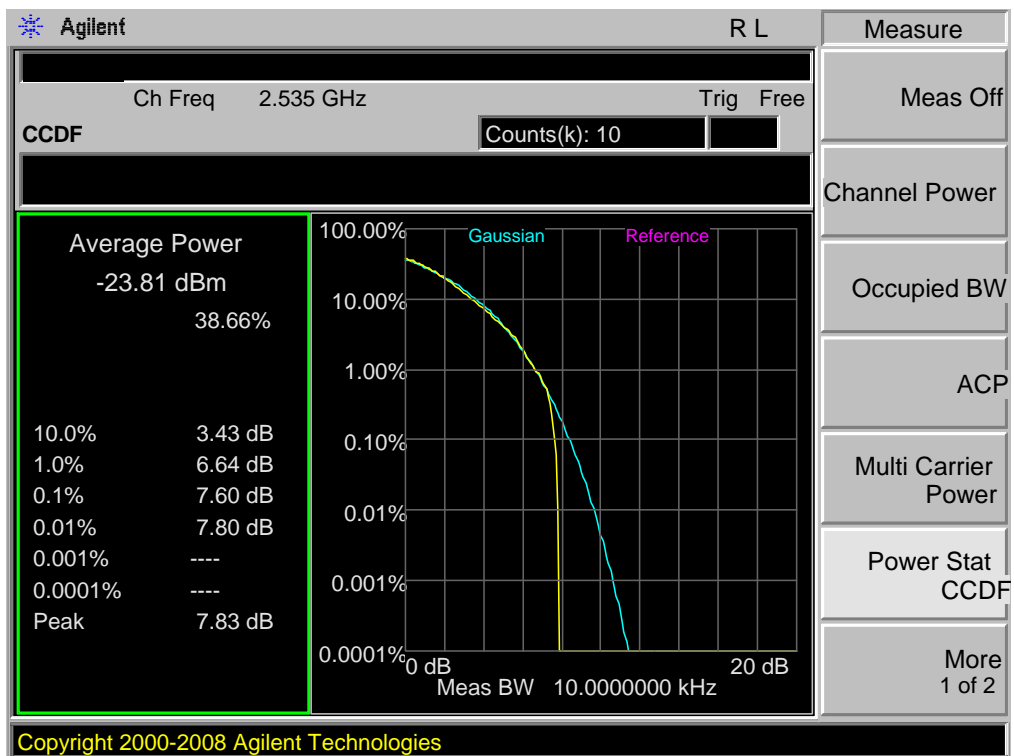 Agilent
R L
Measure
Ch Freq 2.535 GHz
Trig Free
CCDF
Counts(k): 10
Average Power
-23.81 dBm
38.66%
10.0% 3.43 dB
1.0% 6.64 dB
0.1% 7.60 dB
0.01% 7.80 dB
0.001% ----
0.0001% ----
Peak 7.83 dB
Gaussian
Reference
100.00%
10.00%
1.00%
0.10%
0.01%
0.001%
0.0001%
0 dB
20 dB
Meas BW 10.0000000 kHz
Meas Off
Channel Power
Occupied BW
ACP
Multi Carrier
Power
Power Stat
CCDF
More
1 of 2
Copyright 2000-2008 Agilent Technologies